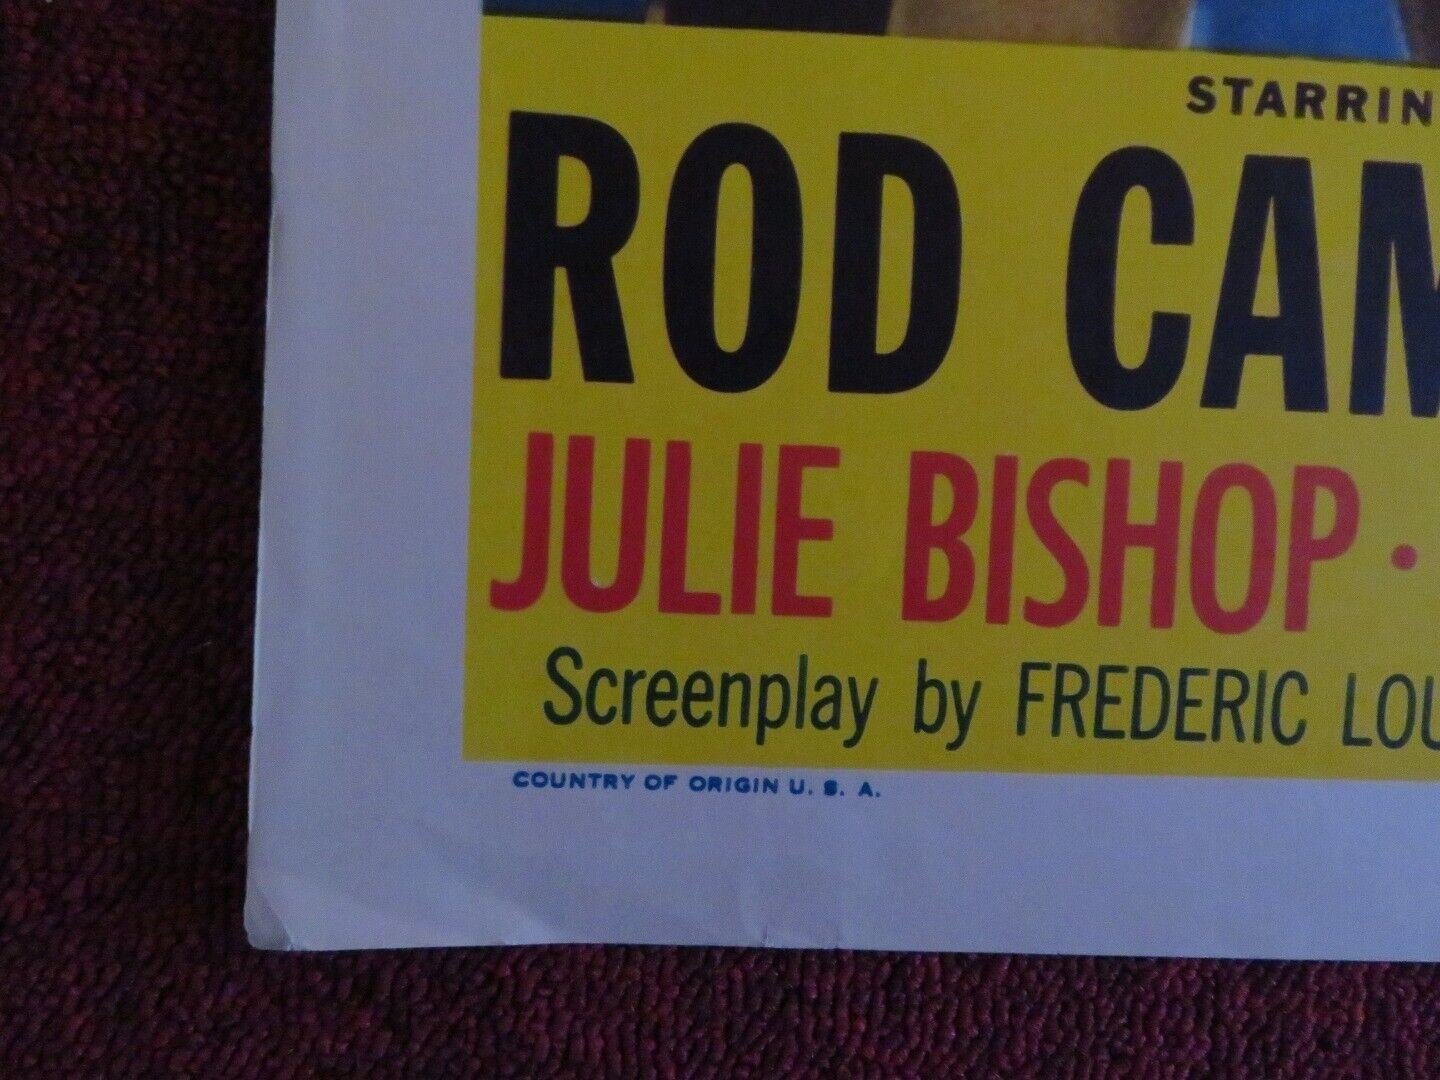 STARRIN
ROD CAM
JULIE BISHOP •
Screenplay by FREDERIC LOU
COUNTRY OF ORIGIN U. S. A.